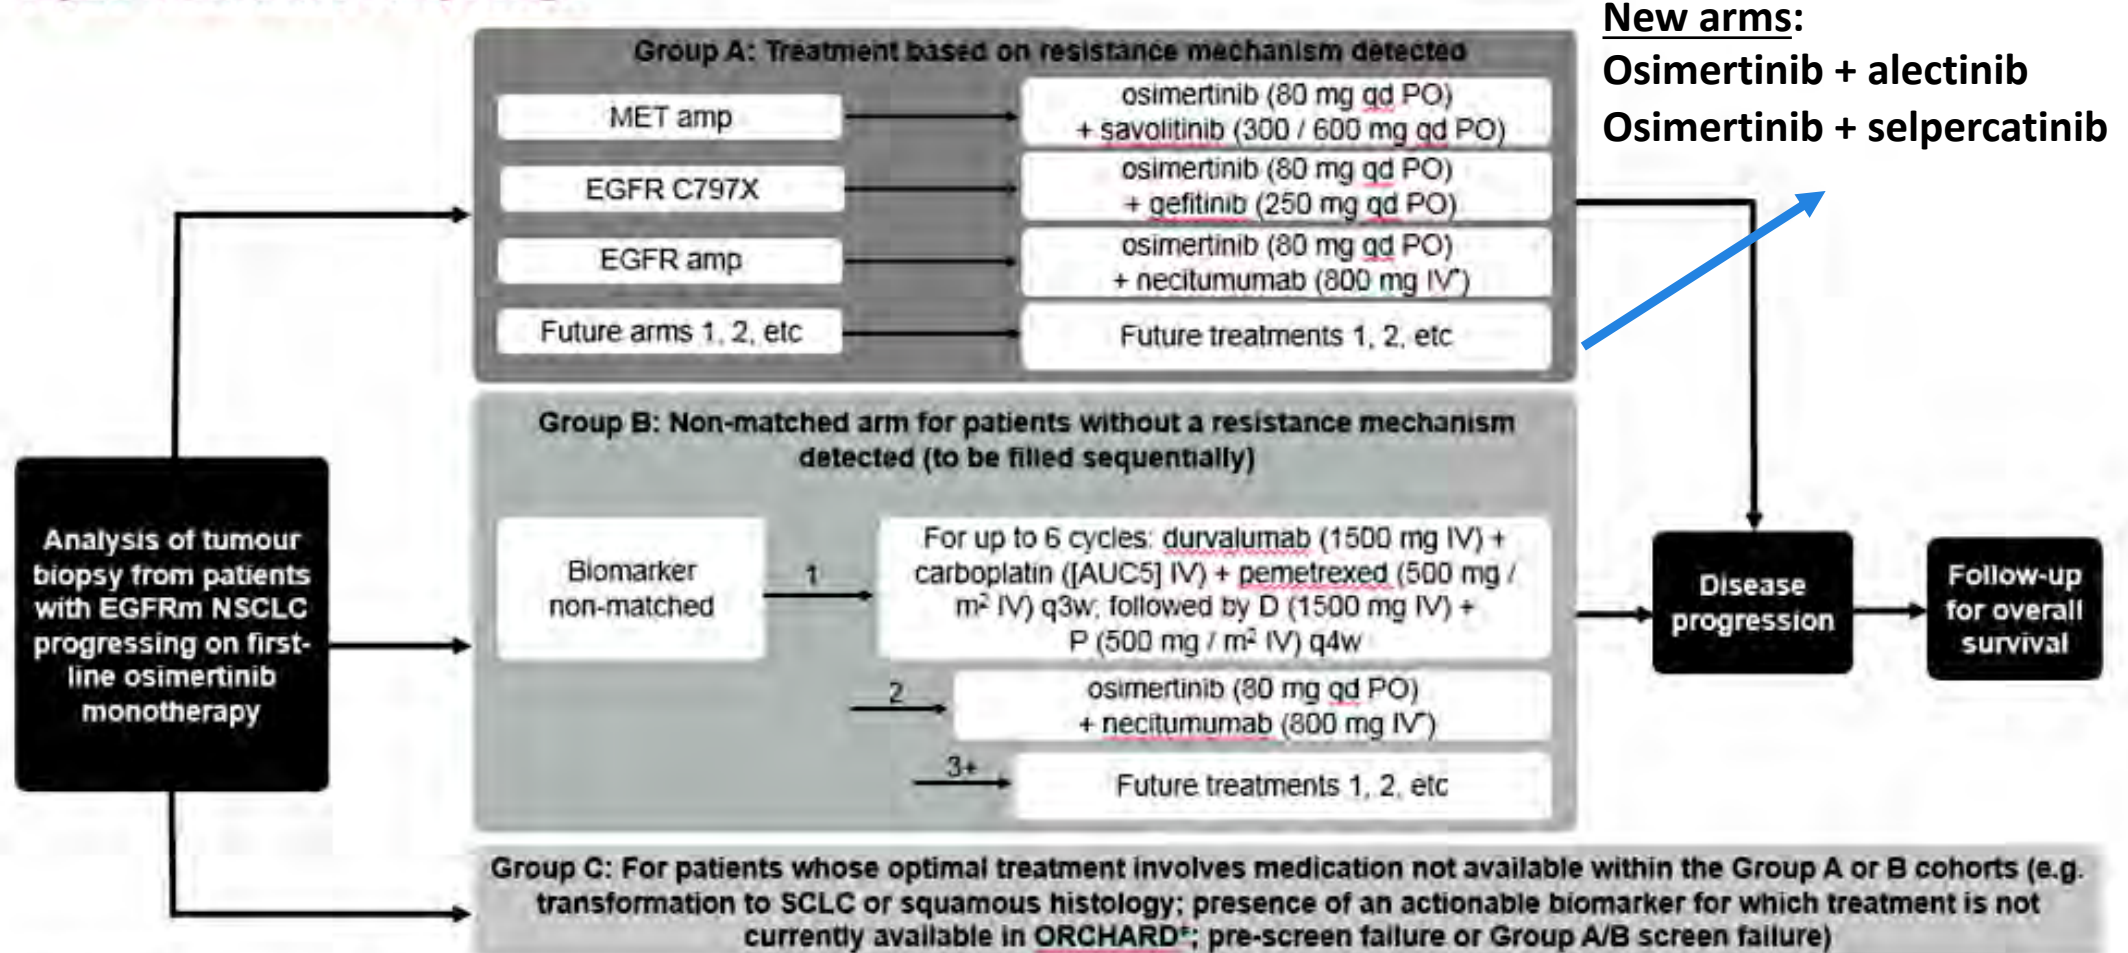 New arms:
Osimertinib + alectinib
Osimertinib + selpercatinib
Group A: Treatment based on resistance mechanism detected
MET amp
osimertinib (80 mg qd PO)
+ savolitinib (300 / 600 mg qd PO)
EGFR C797X
osimertinib (80 mg qd PO)
+ gefitinib (250 mg qd PO)
EGFR amp
osimertinib (80 mg qd PO)
+ necitumumab (800 mg IV*)
Future arms 1, 2, etc
Future treatments 1, 2, etc
Group B: Non-matched arm for patients without a resistance mechanism
detected (to be filled sequentially)
Analysis of tumour
biopsy from patients
with EGFRm NSCLC
progressing on first-
line osimertinib
monotherapy
Biomarker
non-matched
1
For up to 6 cycles: durvalumab (1500 mg IV) +
carboplatin ([AUC5] IV) + pemetrexed (500 mg /
m² IV) q3w; followed by D (1500 mg IV) +
P (500 mg / m² IV) q4w
2
osimertinib (80 mg qd PO)
+ necitumumab (800 mg IV*)
3+
Future treatments 1, 2, etc
Disease
progression
Follow-up
for overall
survival
Group C: For patients whose optimal treatment involves medication not available within the Group A or B cohorts (e.g.
transformation to SCLC or squamous histology; presence of an actionable biomarker for which treatment is not
currently available in ORCHARD*; pre-screen failure or Group A/B screen failure)